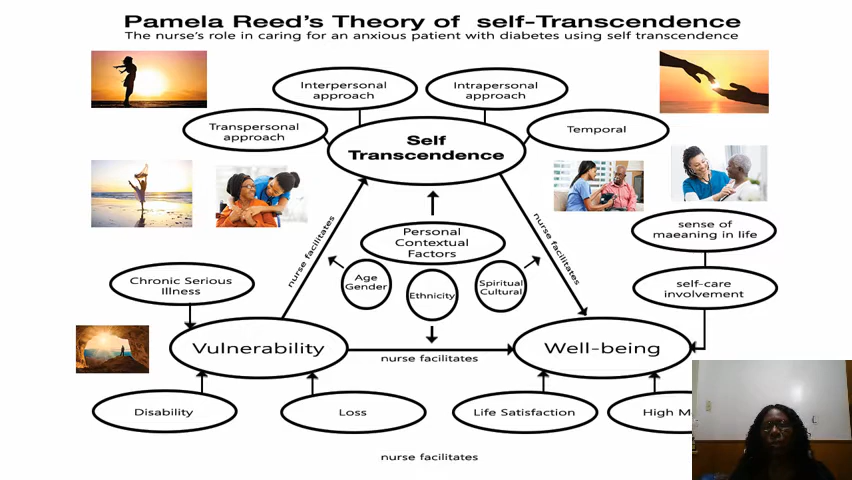 Pamela Reed's Theory of self-Transcendence
The nurse's role in caring for an anxious patient with diabetes using self transcendence
Interpersonal
approach
Intrapersonal
approach
Transpersonal
approach
Temporal
Self
Transcendence
nurse facilitates
nurse facilitates
Personal
Contextual
Factors
sense of
maeaning in life
Age
Gender
Ethnicity
Spiritual
Cultural
Chronic Serious
Illness
self-care
involvement
Vulnerability
nurse facilitates
Well-being
Disability
Loss
Life Satisfaction
High M
nurse facilitates